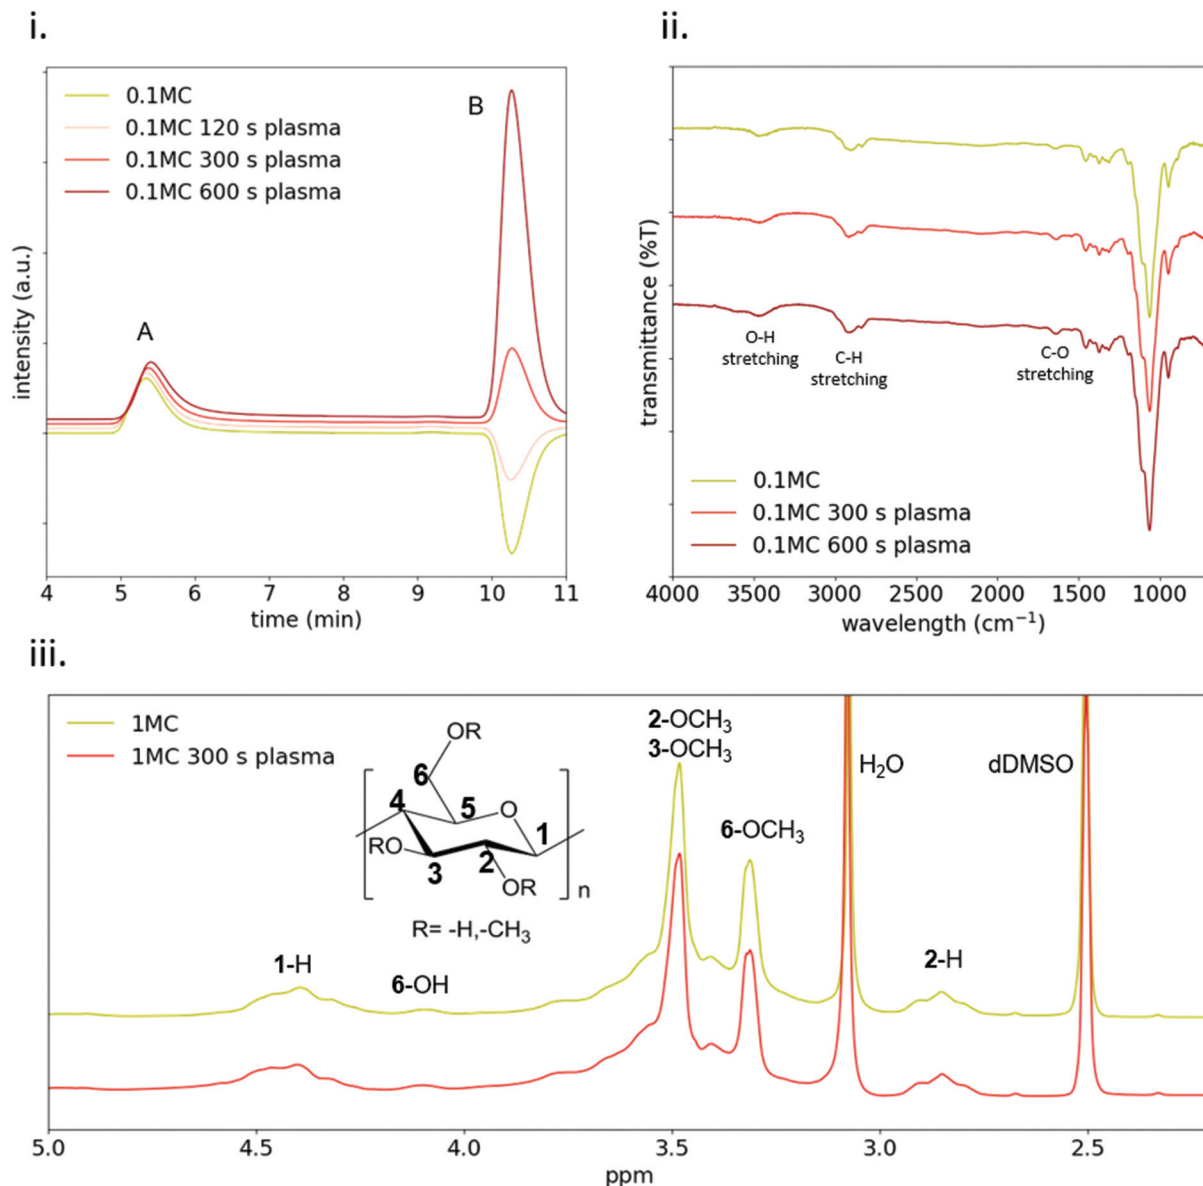 i.
0.1MC
0.1MC 120 s plasma
0.1MC 300 s plasma
0.1MC 600 s plasma
A
B
intensity (a.u.)
4 5 6 7 8 9 10 11
time (min)
ii.
transmittance (%T)
O-H
stretching
C-H
stretching
C-O
stretching
0.1MC
0.1MC 300 s plasma
0.1MC 600 s plasma
4000 3500 3000 2500 2000 1500 1000
wavelength (cm⁻¹)
iii.
1MC
1MC 300 s plasma
OR
6
4
5
O
1
RO
3
2
OR
n
R= -H,-CH₃
2-OCH₃
3-OCH₃
6-OCH₃
H₂O
dDMSO
1-H
6-OH
2-H
5.0 4.5 4.0 3.5 3.0 2.5
ppm